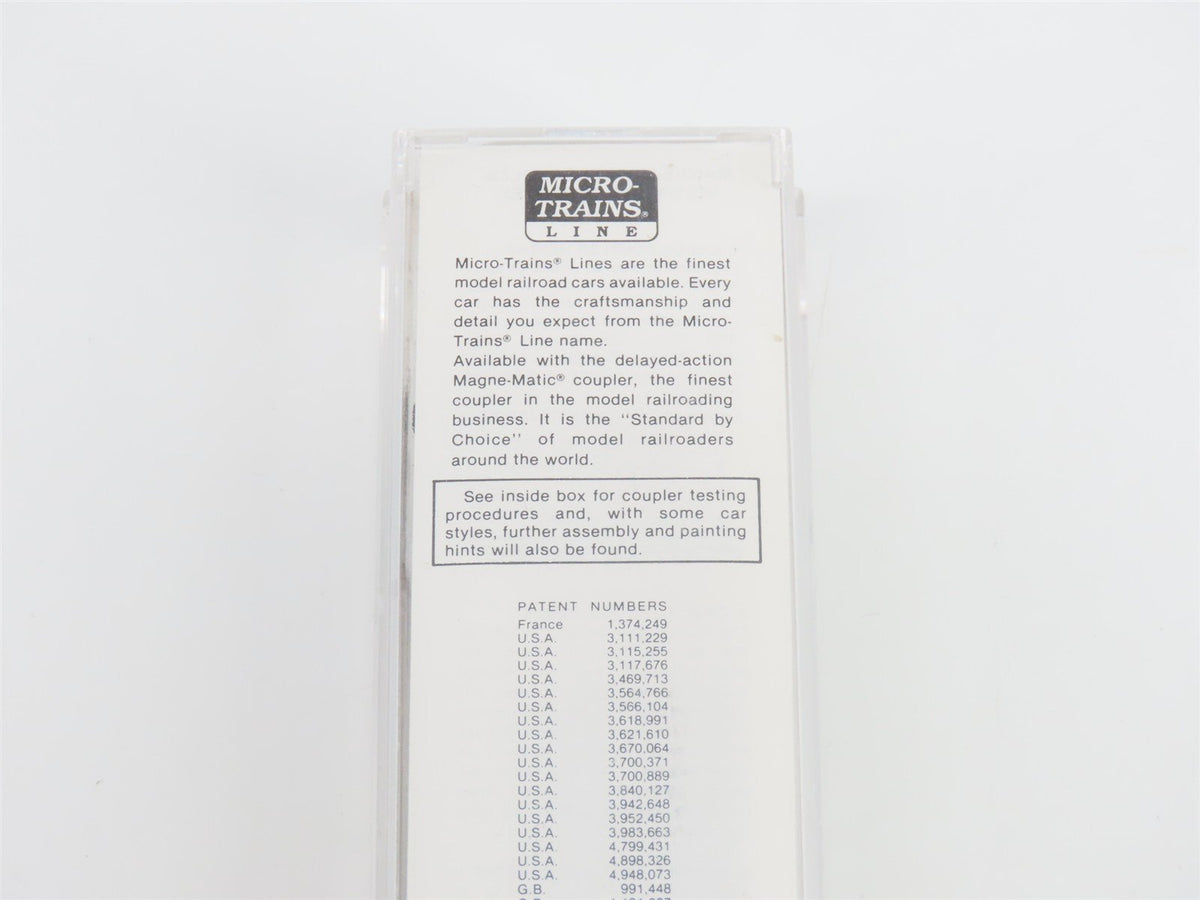 MICRO-
TRAINS®
LINE
Micro-Trains® Lines are the finest
model railroad cars available. Every
car has the craftsmanship and
detail you expect from the Micro-
Trains® Line name.
Available with the delayed-action
Magne-Matic® coupler, the finest
coupler in the model railroading
business. It is the "Standard by
Choice" of model railroaders
around the world.
See inside box for coupler testing
procedures and, with some car
styles, further assembly and painting
hints will also be found.
PATENT NUMBERS
France 1,374,249
U.S.A. 3,111,229
U.S.A. 3,115,255
U.S.A. 3,117,676
U.S.A. 3,469,713
U.S.A. 3,564,766
U.S.A. 3,566,104
U.S.A. 3,618,991
U.S.A. 3,621,610
U.S.A. 3,670,064
U.S.A. 3,700,371
U.S.A. 3,700,889
U.S.A. 3,840,127
U.S.A. 3,942,648
U.S.A. 3,952,450
U.S.A. 3,983,663
U.S.A. 4,799,431
U.S.A. 4,898,326
U.S.A. 4,948,073
G.B. 991,448